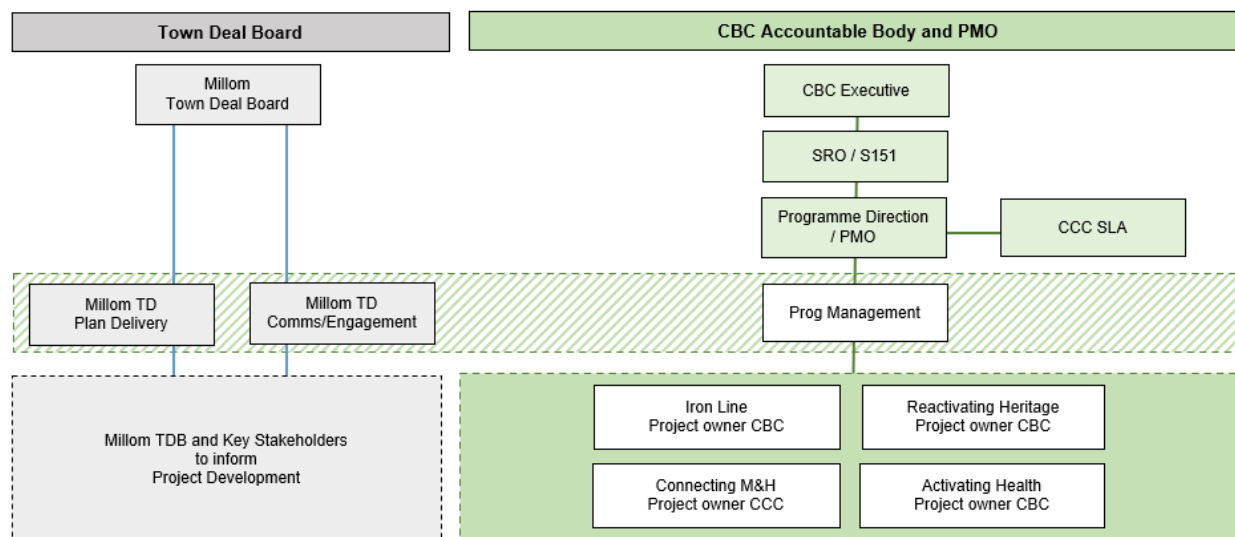 Town Deal Board
CBC Accountable Body and PMO
Millom
Town Deal Board
CBC Executive
SRO / S151
Programme Direction
/ PMO
CCC SLA
Millom TD
Plan Delivery
Millom TD
Comms/Engagement
Prog Management
Millom TDB and Key Stakeholders
to inform
Project Development
Iron Line
Project owner CBC
Reactivating Heritage
Project owner CBC
Connecting M&H
Project owner CCC
Activating Health
Project owner CBC